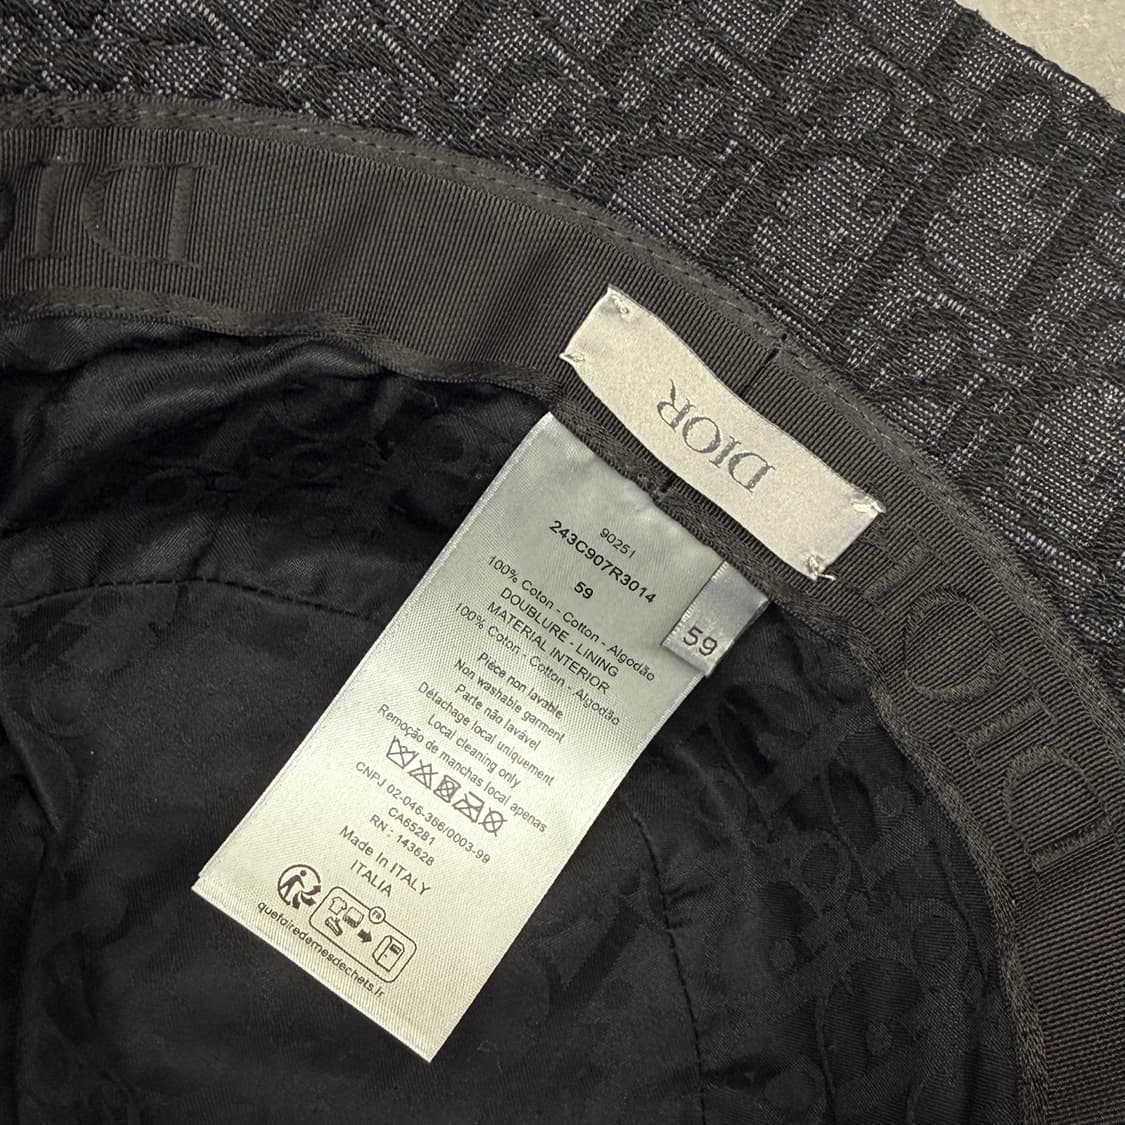 DIOR
90251
243C907R3014
59
100% Coton - Cotton - Algodão
DOUBLURE - LINING
MATERIAL INTERIOR
100% Coton - Cotton - Algodão
Pièce non lavable
Non washable garment
Parte não lavável
Détachage local uniquement
Local cleaning only
Remoção de manchas local apenas
CNPJ 02-046-366/0003-99
CA65281
RN : 143628
Made In ITALY
ITALIA
FR
quefairedemesdechets.fr
59
DIOR
DIOR